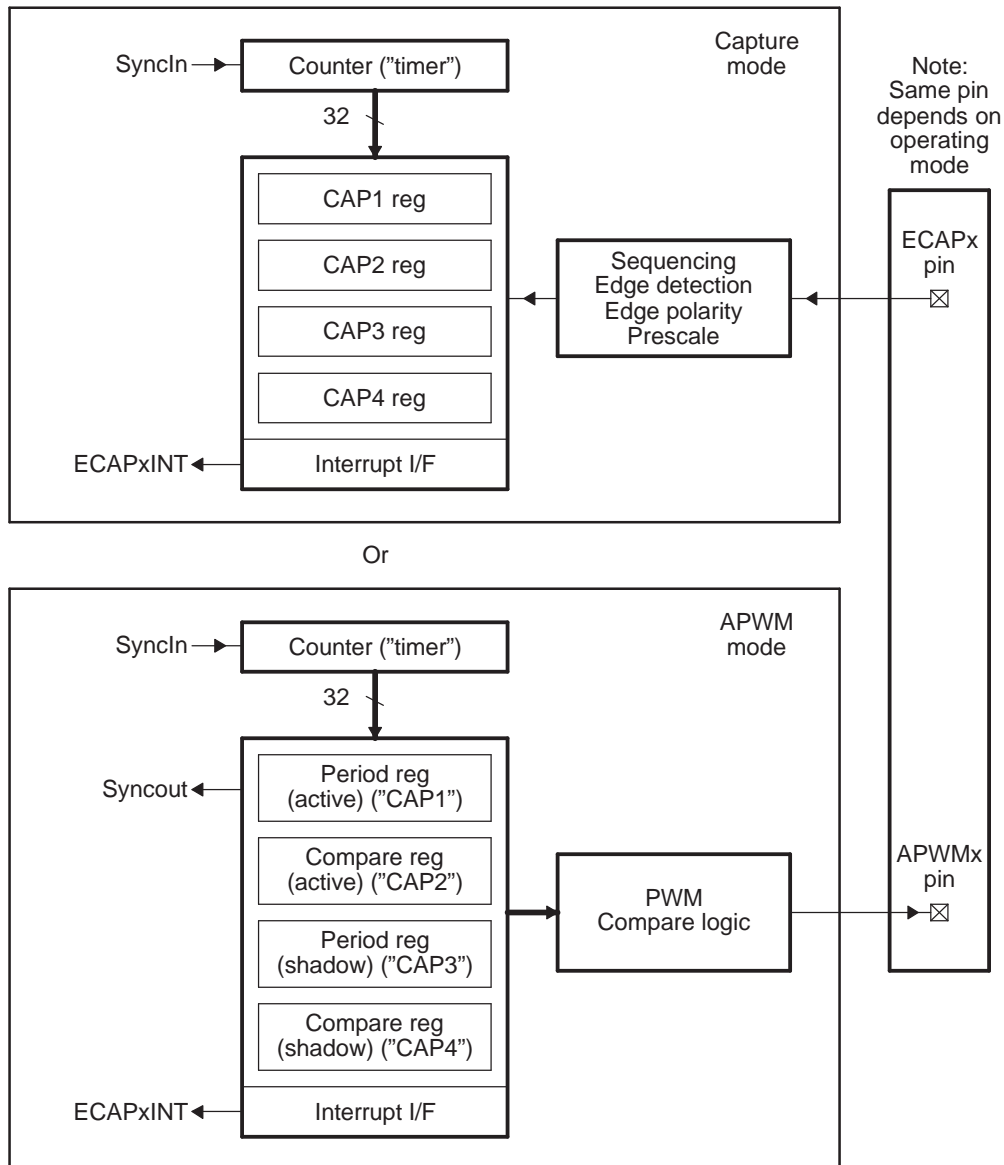 Capture
mode
SyncIn
Counter (”timer”)
32
CAP1 reg
CAP2 reg
CAP3 reg
CAP4 reg
Interrupt I/F
ECAPxINT
Sequencing
Edge detection
Edge polarity
Prescale
Note:
Same pin
depends on
operating
mode
ECAPx
pin
Or
APWM
mode
SyncIn
Counter (”timer”)
32
Syncout
Period reg
(active) (”CAP1”)
Compare reg
(active) (”CAP2”)
Period reg
(shadow) (”CAP3”)
Compare reg
(shadow) (”CAP4”)
Interrupt I/F
ECAPxINT
PWM
Compare logic
APWMx
pin